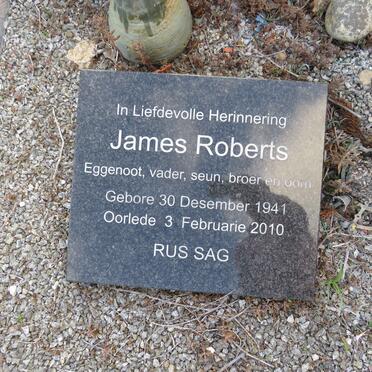 In Liefdevolle Herinnering
James Roberts
Eggenoot, vader, seun, broer en oom
Gebore 30 Desember 1941
Oorlede 3 Februarie 2010
RUS SAG